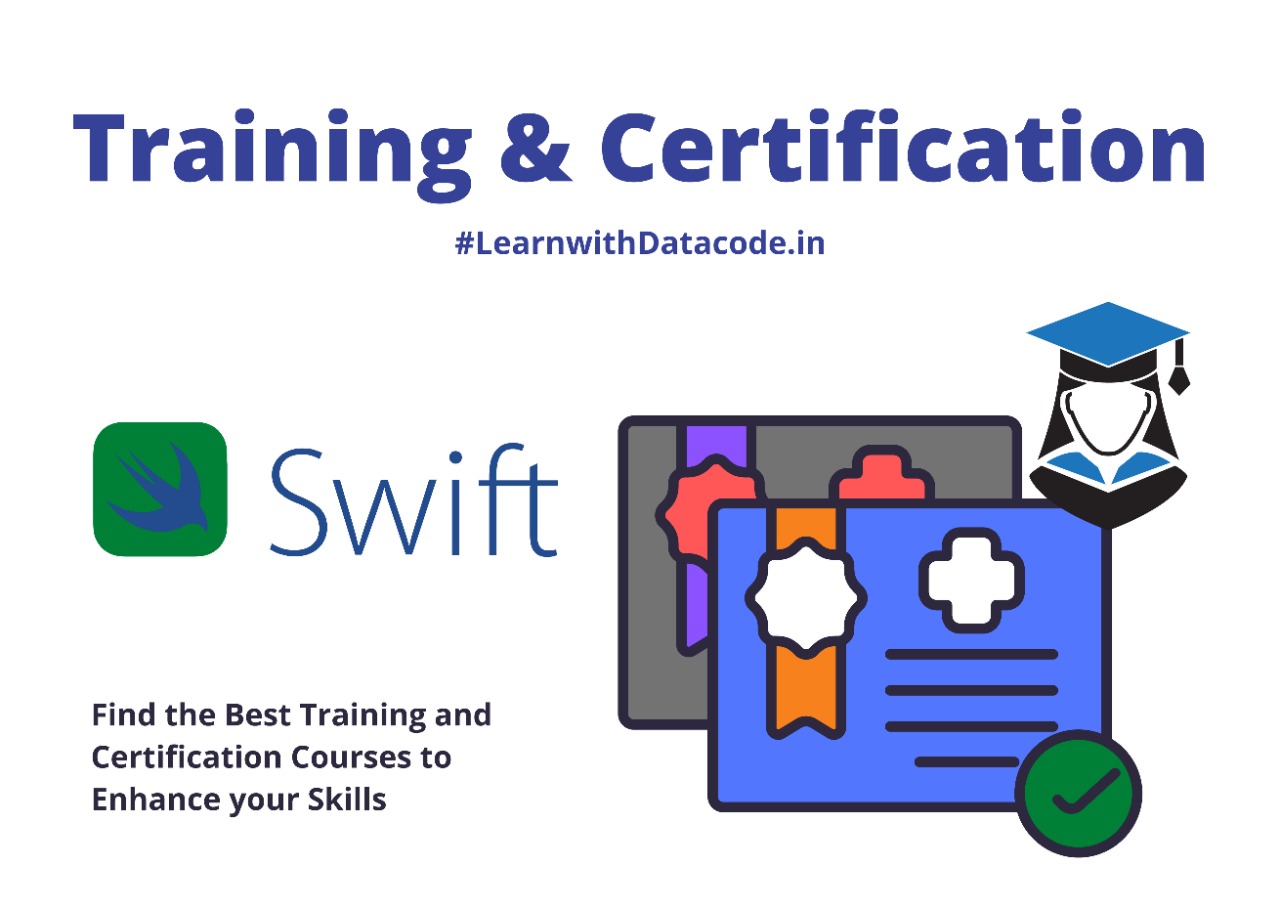 Training & Certification
#LearnwithDatacode.in
Swift
Find the Best Training and
Certification Courses to
Enhance your Skills